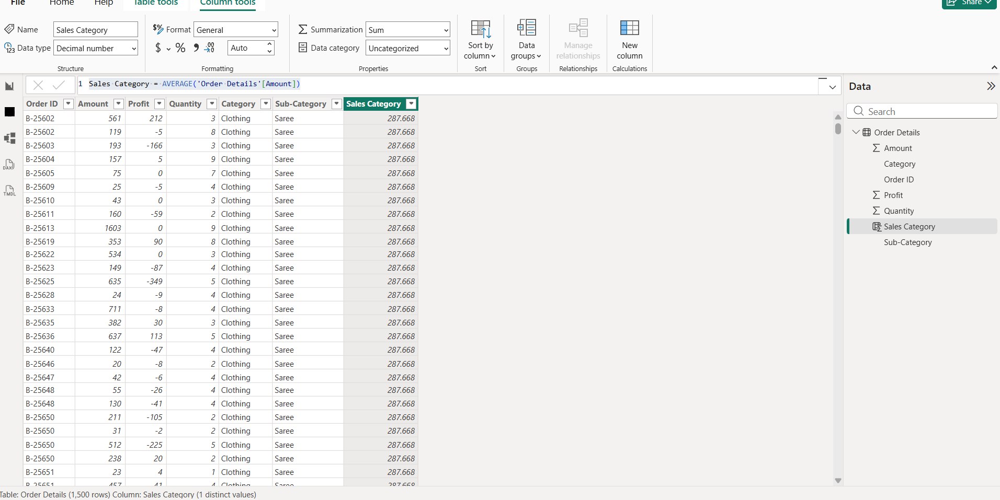 File Home Help Table tools Column tools Share
Name Sales Category $% Format General Summarization Sum
Data type Decimal number $ % 9 .00 Auto Data category Uncategorized
Sort by column Data groups Manage relationships New column
Structure Formatting Properties Sort Groups Relationships Calculations
1 Sales Category = AVERAGE('Order Details'[Amount])
Order ID Amount Profit Quantity Category Sub-Category Sales Category
B-25602 561 212 3 Clothing Saree 287.668
B-25602 119 -5 8 Clothing Saree 287.668
B-25603 193 -166 3 Clothing Saree 287.668
B-25604 157 5 9 Clothing Saree 287.668
B-25605 75 0 7 Clothing Saree 287.668
B-25609 25 -5 4 Clothing Saree 287.668
B-25610 43 0 3 Clothing Saree 287.668
B-25611 160 -59 2 Clothing Saree 287.668
B-25613 1603 0 9 Clothing Saree 287.668
B-25619 353 90 8 Clothing Saree 287.668
B-25622 534 0 3 Clothing Saree 287.668
B-25623 149 -87 4 Clothing Saree 287.668
B-25625 635 -349 5 Clothing Saree 287.668
B-25628 24 -9 4 Clothing Saree 287.668
B-25633 711 -8 4 Clothing Saree 287.668
B-25635 382 30 3 Clothing Saree 287.668
B-25636 637 113 5 Clothing Saree 287.668
B-25640 122 -47 4 Clothing Saree 287.668
B-25646 20 -8 2 Clothing Saree 287.668
B-25647 42 -6 4 Clothing Saree 287.668
B-25648 55 -26 4 Clothing Saree 287.668
B-25648 130 -41 4 Clothing Saree 287.668
B-25650 211 -105 2 Clothing Saree 287.668
B-25650 31 -2 2 Clothing Saree 287.668
B-25650 512 -225 5 Clothing Saree 287.668
B-25650 238 20 2 Clothing Saree 287.668
B-25651 23 4 1 Clothing Saree 287.668
B-25651 457 41 4 Clothing Saree 287.668
Table: Order Details (1,500 rows) Column: Sales Category (1 distinct values)
DAX
TMDL
Data
Search
Order Details
Amount
Category
Order ID
Profit
Quantity
Sales Category
Sub-Category